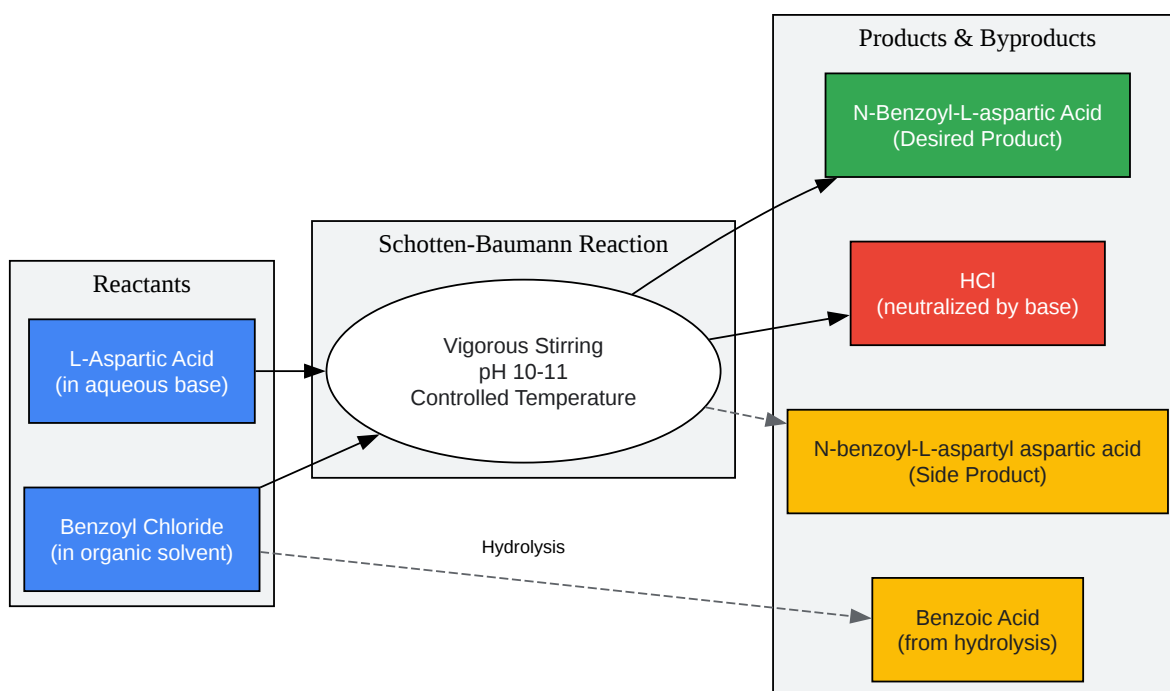 Reactants
L-Aspartic Acid
(in aqueous base)
Benzoyl Chloride
(in organic solvent)
Schotten-Baumann Reaction
Vigorous Stirring
pH 10-11
Controlled Temperature
Hydrolysis
Products & Byproducts
N-Benzoyl-L-aspartic Acid
(Desired Product)
HCl
(neutralized by base)
N-benzoyl-L-aspartyl aspartic acid
(Side Product)
Benzoic Acid
(from hydrolysis)